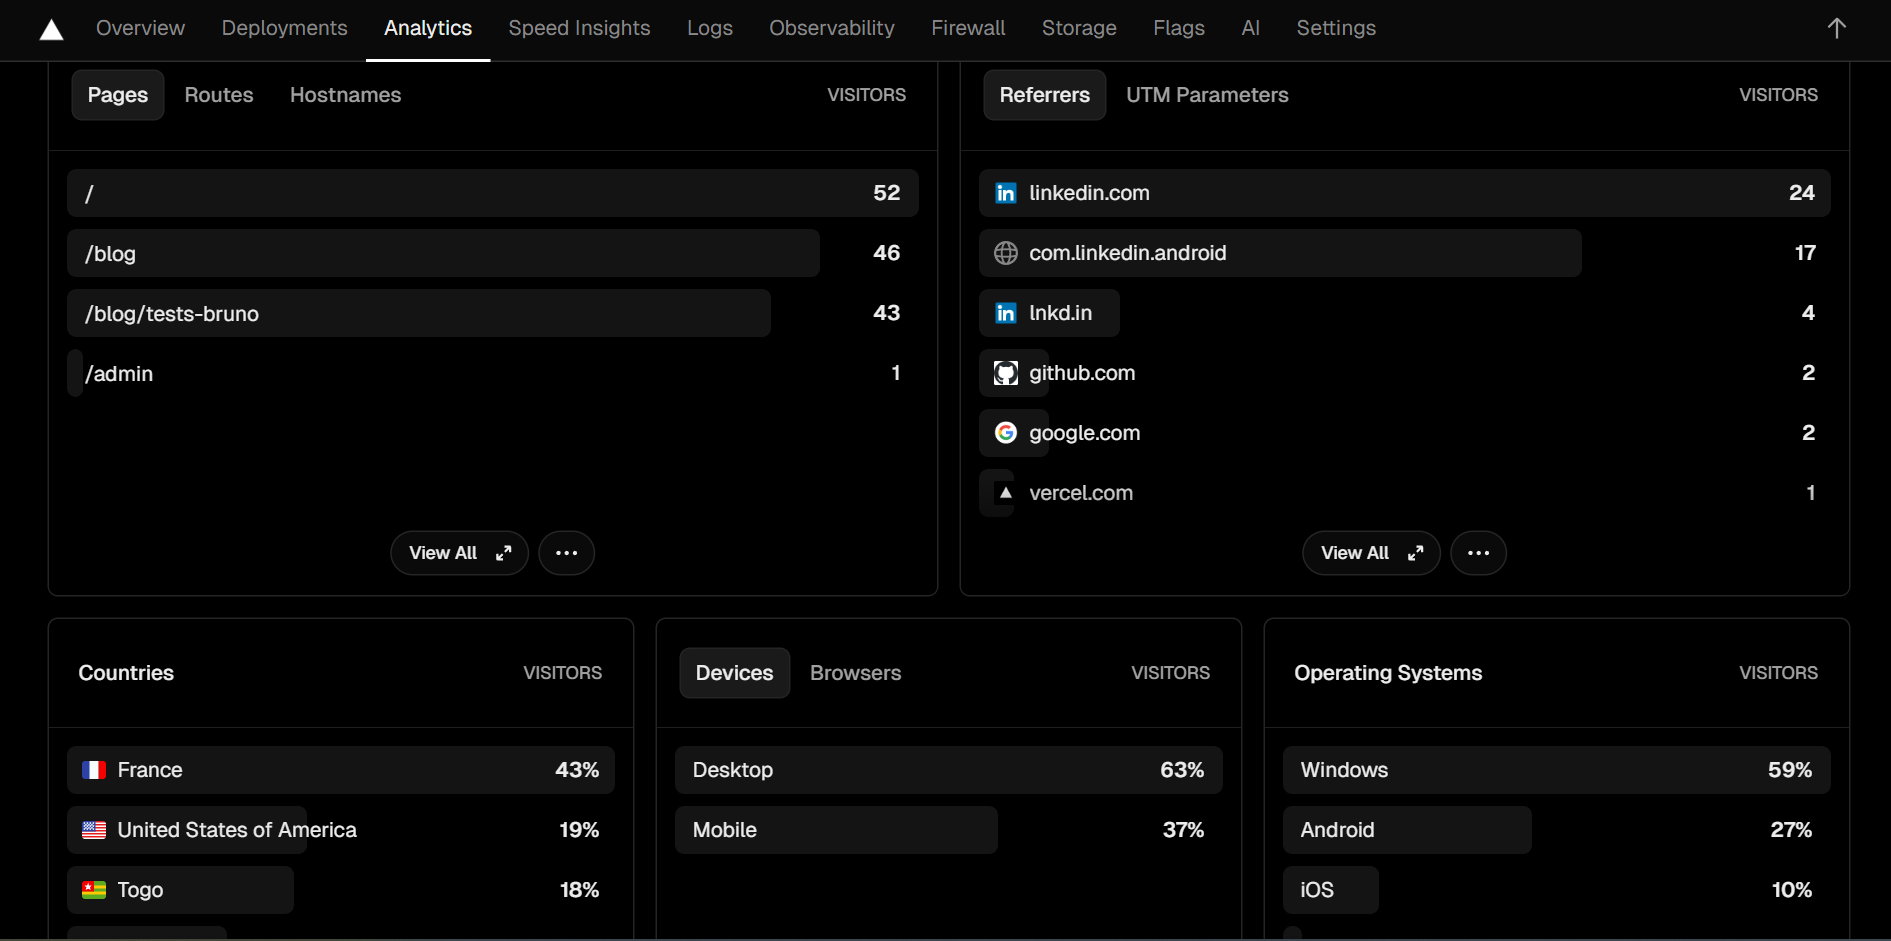 Overview Deployments Analytics Speed Insights Logs Observability Firewall Storage Flags AI Settings
Pages Routes Hostnames VISITORS
/ 52
/blog 46
/blog/tests-bruno 43
/admin 1
View All
Referrers UTM Parameters VISITORS
linkedin.com 24
com.linkedin.android 17
lnkd.in 4
github.com 2
google.com 2
vercel.com 1
View All
Countries VISITORS
France 43%
United States of America 19%
Togo 18%
Devices Browsers VISITORS
Desktop 63%
Mobile 37%
Operating Systems VISITORS
Windows 59%
Android 27%
iOS 10%